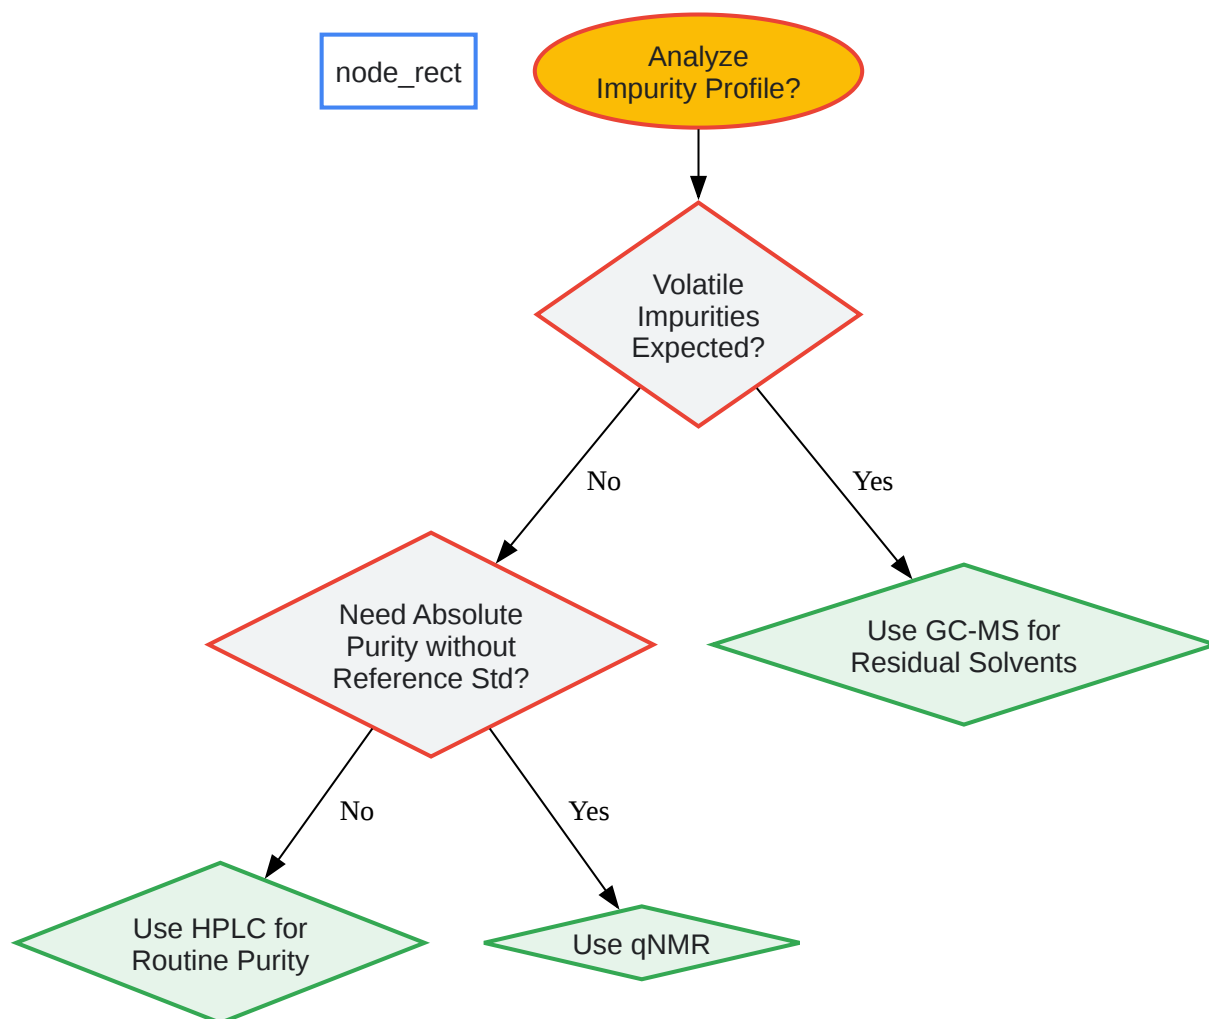 node_rect
Analyze
Impurity Profile?
Volatile
Impurities
Expected?
No
Yes
Need Absolute
Purity without
Reference Std?
Use GC-MS for
Residual Solvents
No
Yes
Use HPLC for
Routine Purity
Use qNMR